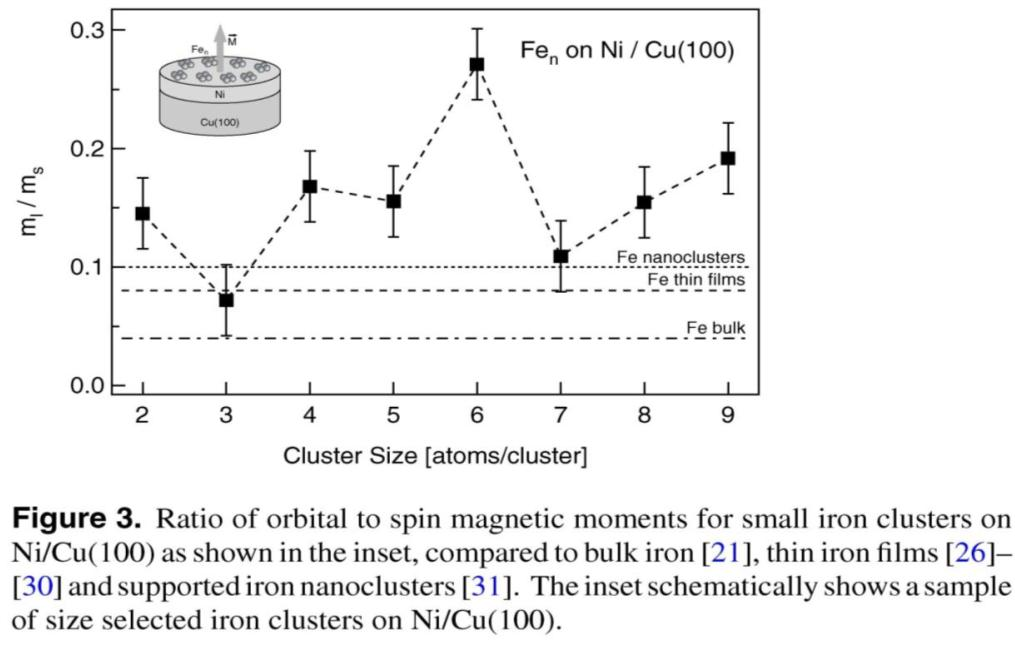 0.3
0.2
0.1
0.0
m_l / m_s
Fe_n
M⃗
Ni
Cu(100)
Fe_n on Ni / Cu(100)
Fe nanoclusters
Fe thin films
Fe bulk
2 3 4 5 6 7 8 9
Cluster Size [atoms/cluster]
Figure 3. Ratio of orbital to spin magnetic moments for small iron clusters on
Ni/Cu(100) as shown in the inset, compared to bulk iron [21], thin iron films [26]–
[30] and supported iron nanoclusters [31]. The inset schematically shows a sample
of size selected iron clusters on Ni/Cu(100).